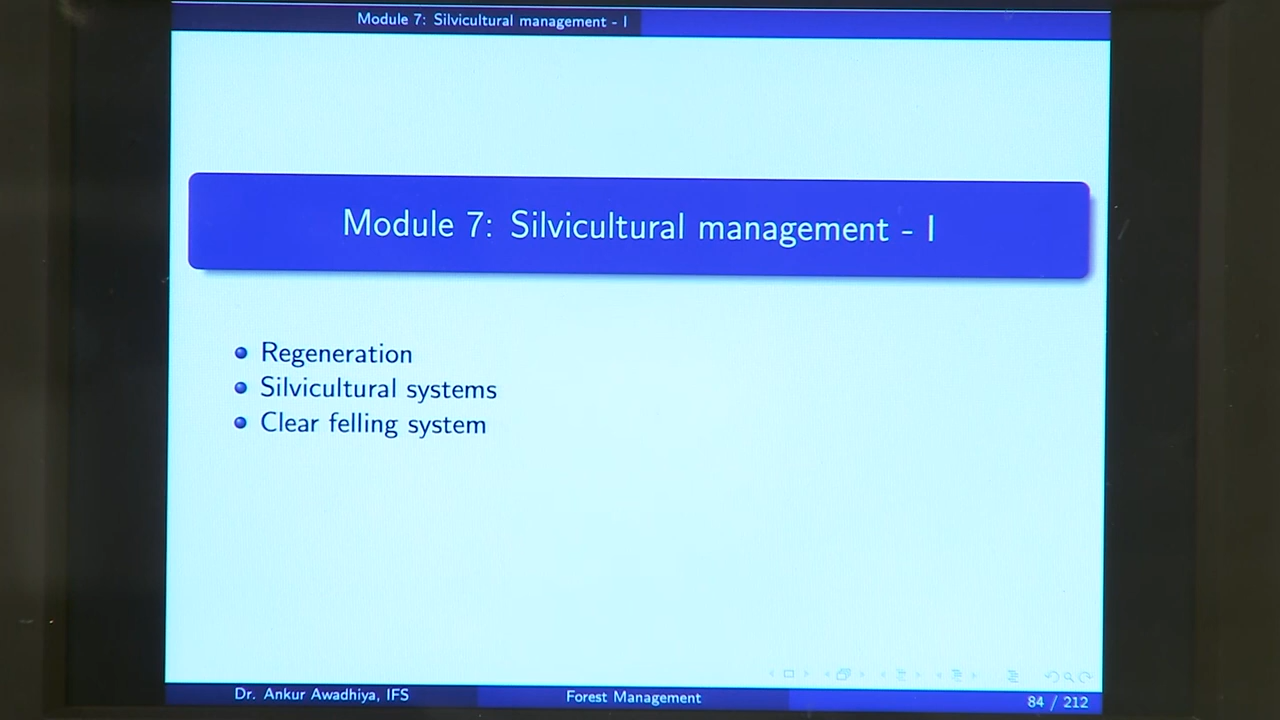 Module 7: Silvicultural management - I
Module 7: Silvicultural management - I
Regeneration
Silvicultural systems
Clear felling system
Dr. Ankur Awadhiya, IFS
Forest Management
84 / 212